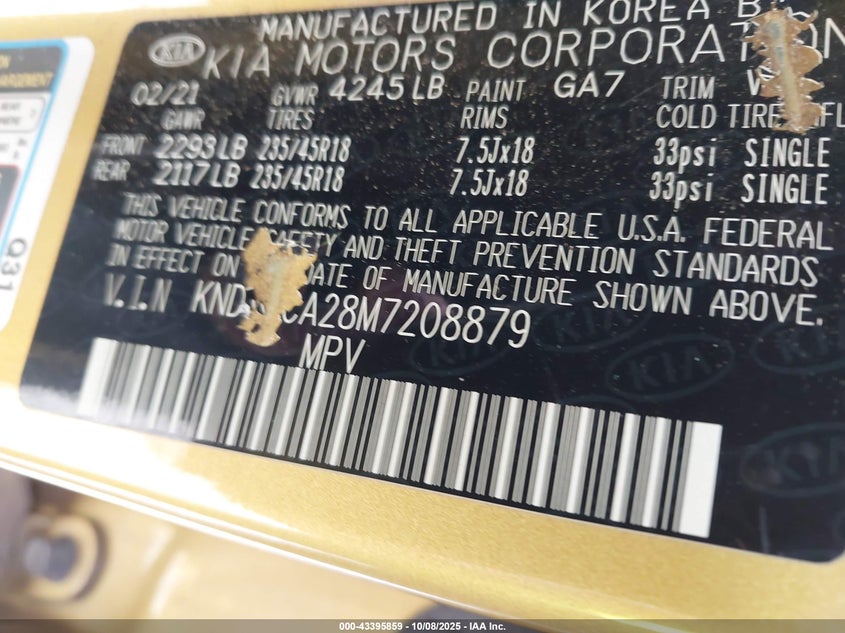 MANUFACTURED IN KOREA
KIA KIA MOTORS CORPORATION
02/21 GVWR 4245 LB PAINT GA7 TRIM
GAWR TIRES RIMS COLD TIRE
FRONT 2293 LB 235/45R18 7.5Jx18 33psi SINGLE
REAR 2117 LB 235/45R18 7.5Jx18 33psi SINGLE
THIS VEHICLE CONFORMS TO ALL APPLICABLE U.S.A. FEDERAL
MOTOR VEHICLE SAFETY AND THEFT PREVENTION STANDARDS
IN EFFECT ON DATE OF MANUFACTURE SHOWN ABOVE.
V.I.N KND CA28M7208879
MPV
Q31
000-43395859 - 10/08/2025 - IAA Inc.